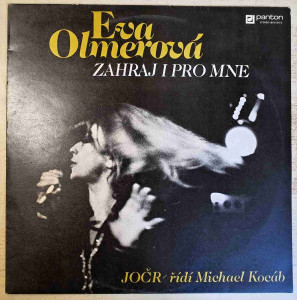 Eva
Olmerová
ZAHRAJ I PRO MNE
panton
JOČR řídí Michael Kocáb